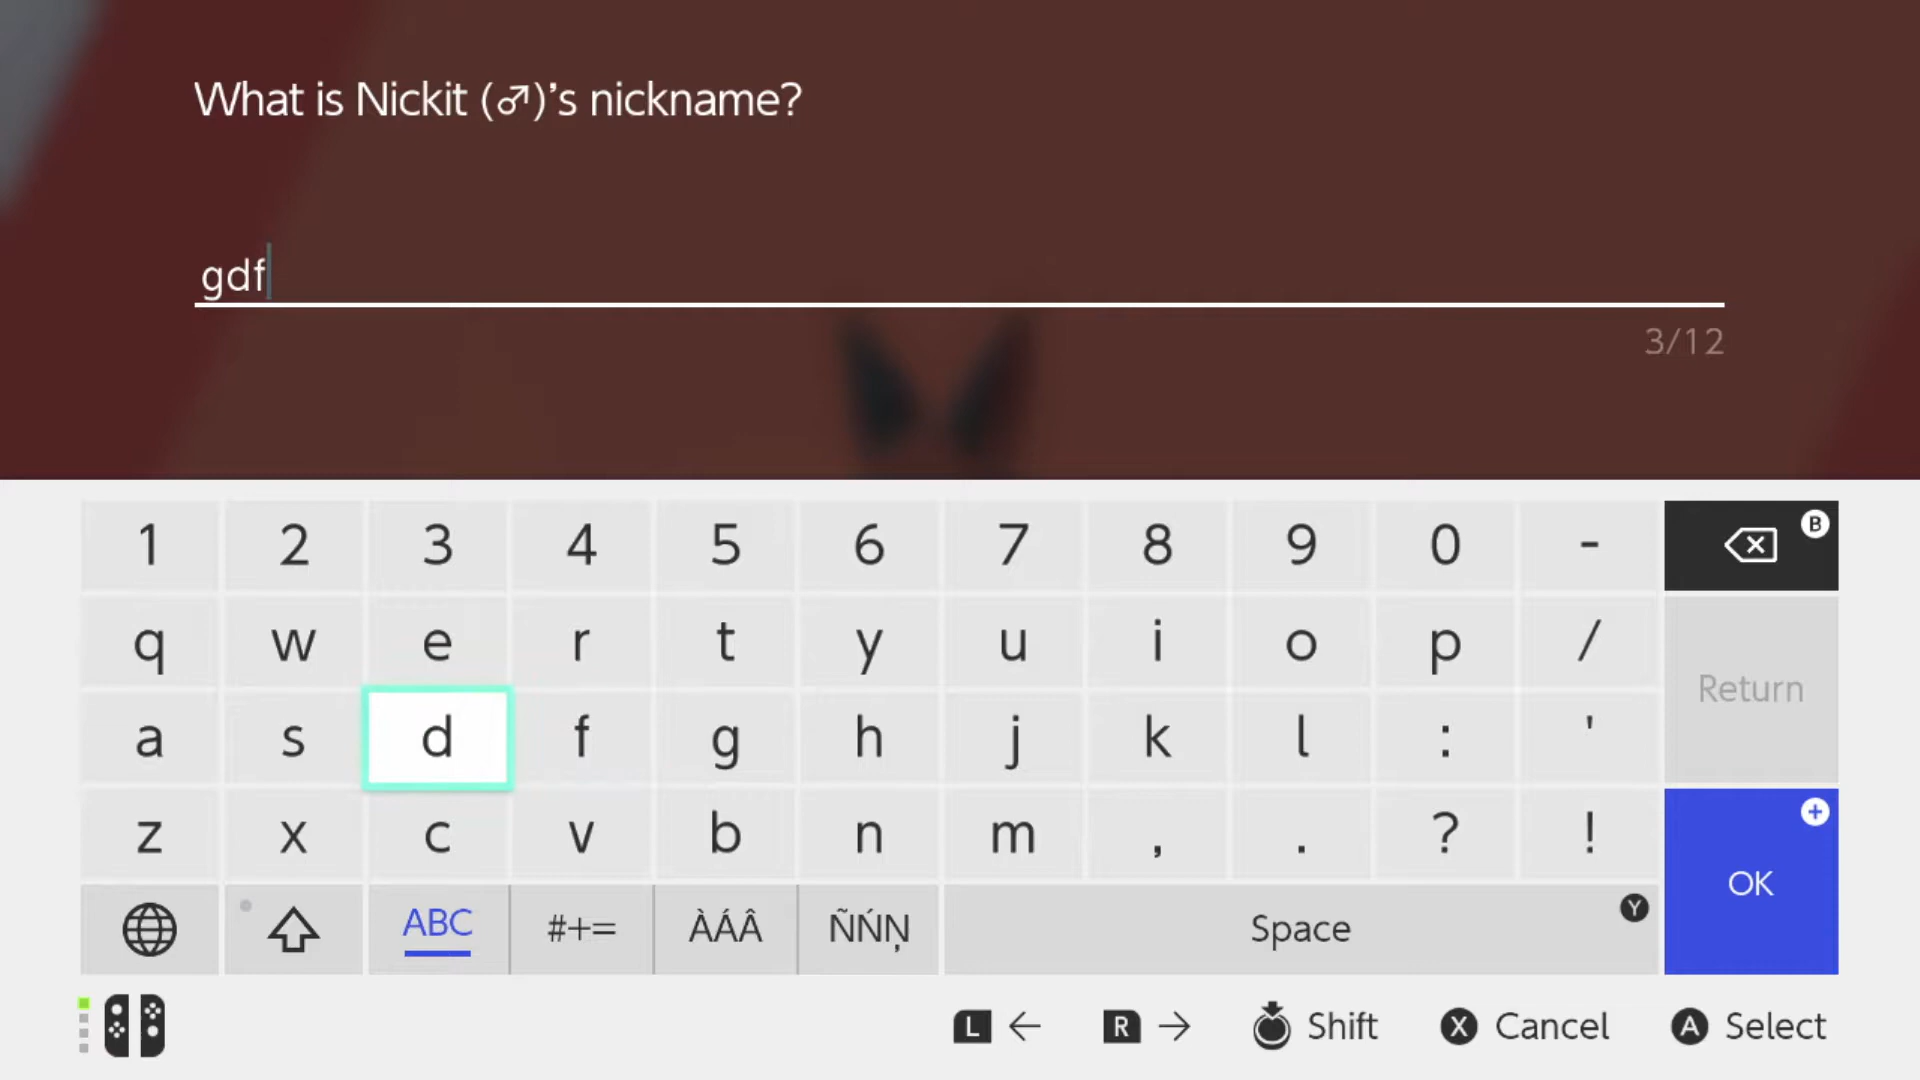 What is Nickit (♂)'s nickname?
gdf
3/12
1 2 3 4 5 6 7 8 9 0 - B
q w e r t y u i o p / Return
a s d f g h j k l : '
z x c v b n m , . ? ! + OK
ABC #+= ÀÁÂ ÑŃŅ Space Y
L ← R → Shift X Cancel A Select